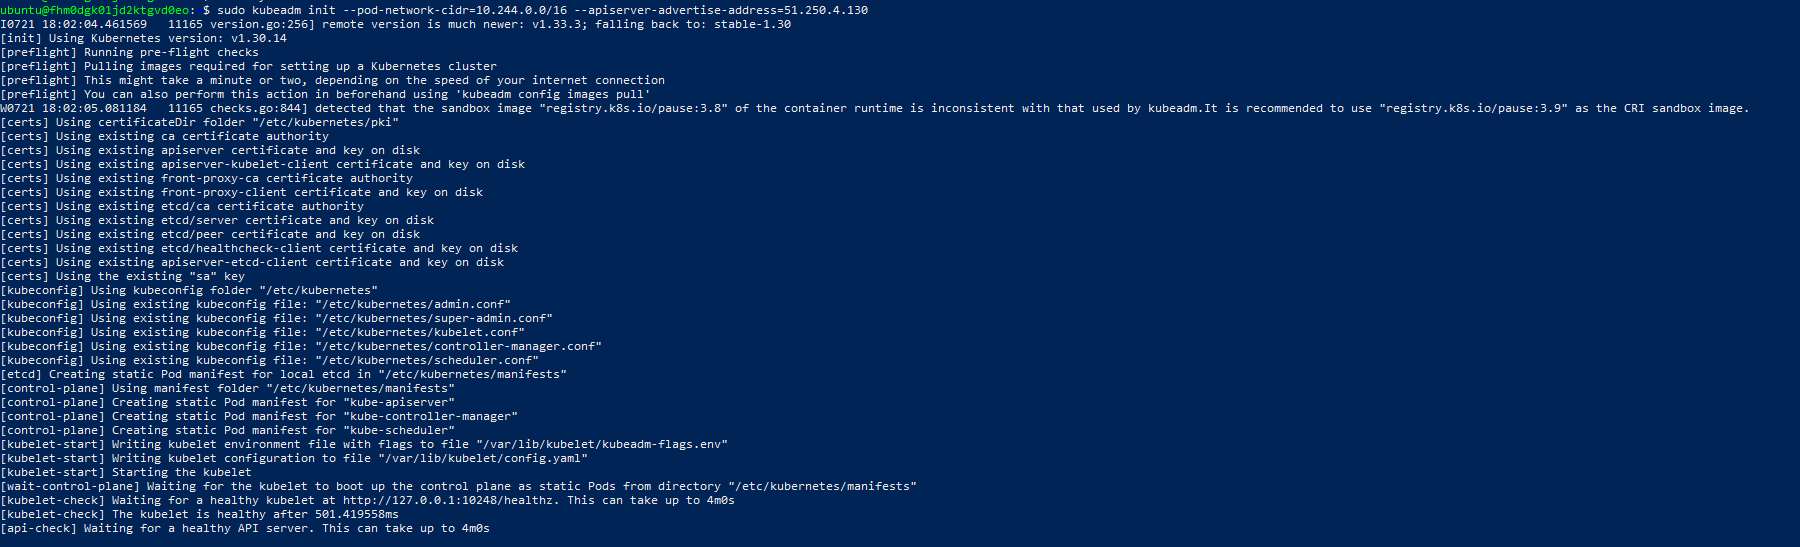 ubuntu@fhm0dgk01jd2ktgvd0eo:~$ sudo kubeadm init --pod-network-cidr=10.244.0.0/16 --apiserver-advertise-address=51.250.4.130
I0721 18:02:04.461569   11165 version.go:256] remote version is much newer: v1.33.3; falling back to: stable-1.30
[init] Using Kubernetes version: v1.30.14
[preflight] Running pre-flight checks
[preflight] Pulling images required for setting up a Kubernetes cluster
[preflight] This might take a minute or two, depending on the speed of your internet connection
[preflight] You can also perform this action in beforehand using 'kubeadm config images pull'
W0721 18:02:05.081184   11165 checks.go:844] detected that the sandbox image "registry.k8s.io/pause:3.8" of the container runtime is inconsistent with that used by kubeadm.It is recommended to use "registry.k8s.io/pause:3.9" as the CRI sandbox image.
[certs] Using certificateDir folder "/etc/kubernetes/pki"
[certs] Using existing ca certificate authority
[certs] Using existing apiserver certificate and key on disk
[certs] Using existing apiserver-kubelet-client certificate and key on disk
[certs] Using existing front-proxy-ca certificate authority
[certs] Using existing front-proxy-client certificate and key on disk
[certs] Using existing etcd/ca certificate authority
[certs] Using existing etcd/server certificate and key on disk
[certs] Using existing etcd/peer certificate and key on disk
[certs] Using existing etcd/healthcheck-client certificate and key on disk
[certs] Using existing apiserver-etcd-client certificate and key on disk
[certs] Using the existing "sa" key
[kubeconfig] Using kubeconfig folder "/etc/kubernetes"
[kubeconfig] Using existing kubeconfig file: "/etc/kubernetes/admin.conf"
[kubeconfig] Using existing kubeconfig file: "/etc/kubernetes/super-admin.conf"
[kubeconfig] Using existing kubeconfig file: "/etc/kubernetes/kubelet.conf"
[kubeconfig] Using existing kubeconfig file: "/etc/kubernetes/controller-manager.conf"
[kubeconfig] Using existing kubeconfig file: "/etc/kubernetes/scheduler.conf"
[etcd] Creating static Pod manifest for local etcd in "/etc/kubernetes/manifests"
[control-plane] Using manifest folder "/etc/kubernetes/manifests"
[control-plane] Creating static Pod manifest for "kube-apiserver"
[control-plane] Creating static Pod manifest for "kube-controller-manager"
[control-plane] Creating static Pod manifest for "kube-scheduler"
[kubelet-start] Writing kubelet environment file with flags to file "/var/lib/kubelet/kubeadm-flags.env"
[kubelet-start] Writing kubelet configuration to file "/var/lib/kubelet/config.yaml"
[kubelet-start] Starting the kubelet
[wait-control-plane] Waiting for the kubelet to boot up the control plane as static Pods from directory "/etc/kubernetes/manifests"
[kubelet-check] Waiting for a healthy kubelet at http://127.0.0.1:10248/healthz. This can take up to 4m0s
[kubelet-check] The kubelet is healthy after 501.419558ms
[api-check] Waiting for a healthy API server. This can take up to 4m0s